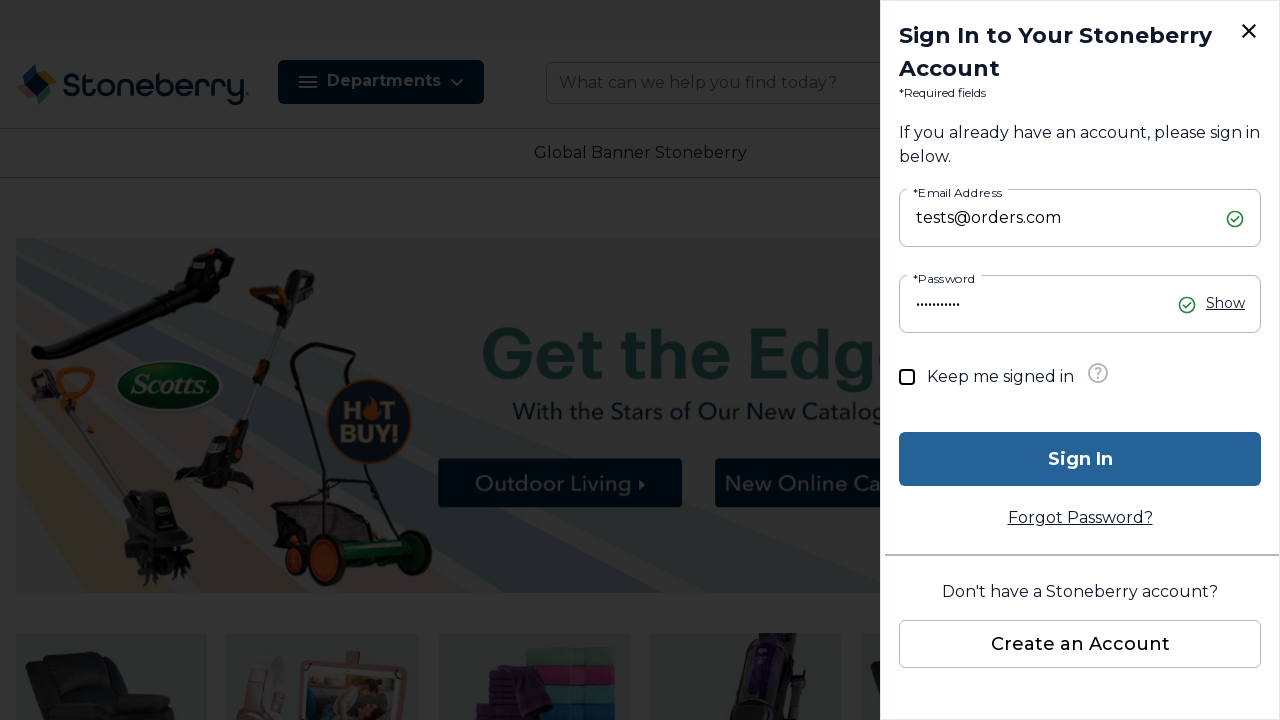 Stoneberry
Departments
What can we help you find today?
Global Banner Stoneberry
Scotts
HOT
BUY!
Get the Edge
With the Stars of Our New Catalog
Outdoor Living
New Online Ca
Sign In to Your Stoneberry
Account
*Required fields
If you already have an account, please sign in
below.
*Email Address
tests@orders.com
*Password
•••••••••••
Show
Keep me signed in
Sign In
Forgot Password?
Don't have a Stoneberry account?
Create an Account